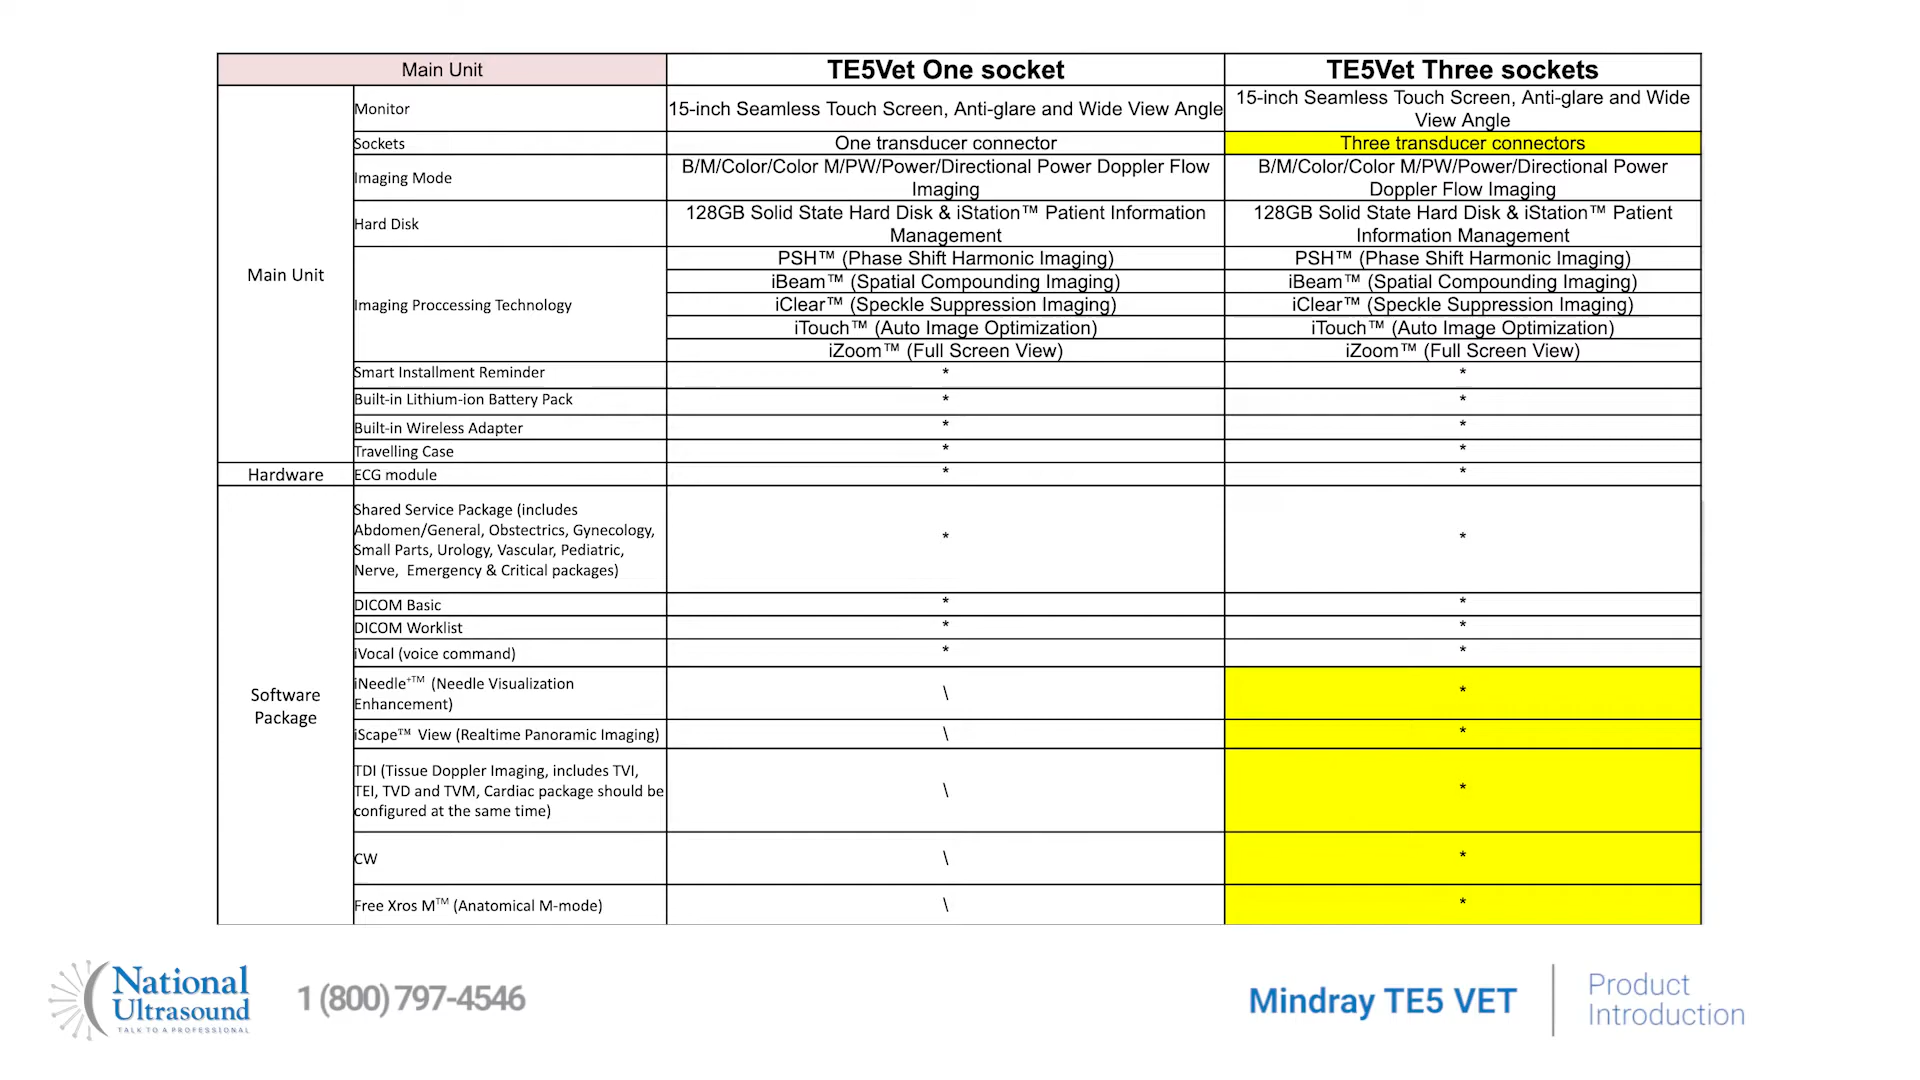 Main Unit
TE5Vet One socket
TE5Vet Three sockets
Main Unit
Monitor
15-inch Seamless Touch Screen, Anti-glare and Wide View Angle
15-inch Seamless Touch Screen, Anti-glare and Wide
View Angle
Sockets
One transducer connector
Three transducer connectors
Imaging Mode
B/M/Color/Color M/PW/Power/Directional Power Doppler Flow
Imaging
B/M/Color/Color M/PW/Power/Directional Power
Doppler Flow Imaging
Hard Disk
128GB Solid State Hard Disk & iStation™ Patient Information
Management
128GB Solid State Hard Disk & iStation™ Patient
Information Management
Imaging Proccessing Technology
PSH™ (Phase Shift Harmonic Imaging)
PSH™ (Phase Shift Harmonic Imaging)
iBeam™ (Spatial Compounding Imaging)
iBeam™ (Spatial Compounding Imaging)
iClear™ (Speckle Suppression Imaging)
iClear™ (Speckle Suppression Imaging)
iTouch™ (Auto Image Optimization)
iTouch™ (Auto Image Optimization)
iZoom™ (Full Screen View)
iZoom™ (Full Screen View)
Smart Installment Reminder
*
*
Built-in Lithium-ion Battery Pack
*
*
Built-in Wireless Adapter
*
*
Travelling Case
*
*
Hardware
ECG module
*
*
Software
Package
Shared Service Package (includes
Abdomen/General, Obstectrics, Gynecology,
Small Parts, Urology, Vascular, Pediatric,
Nerve, Emergency & Critical packages)
*
*
DICOM Basic
*
*
DICOM Worklist
*
*
iVocal (voice command)
*
*
iNeedle+™ (Needle Visualization
Enhancement)
\
*
iScape™ View (Realtime Panoramic Imaging)
\
*
TDI (Tissue Doppler Imaging, includes TVI,
TEI, TVD and TVM, Cardiac package should be
configured at the same time)
\
*
CW
\
*
Free Xros M™ (Anatomical M-mode)
\
*
National
Ultrasound
TALK TO A PROFESSIONAL
1 (800) 797-4546
Mindray TE5 VET
Product
Introduction